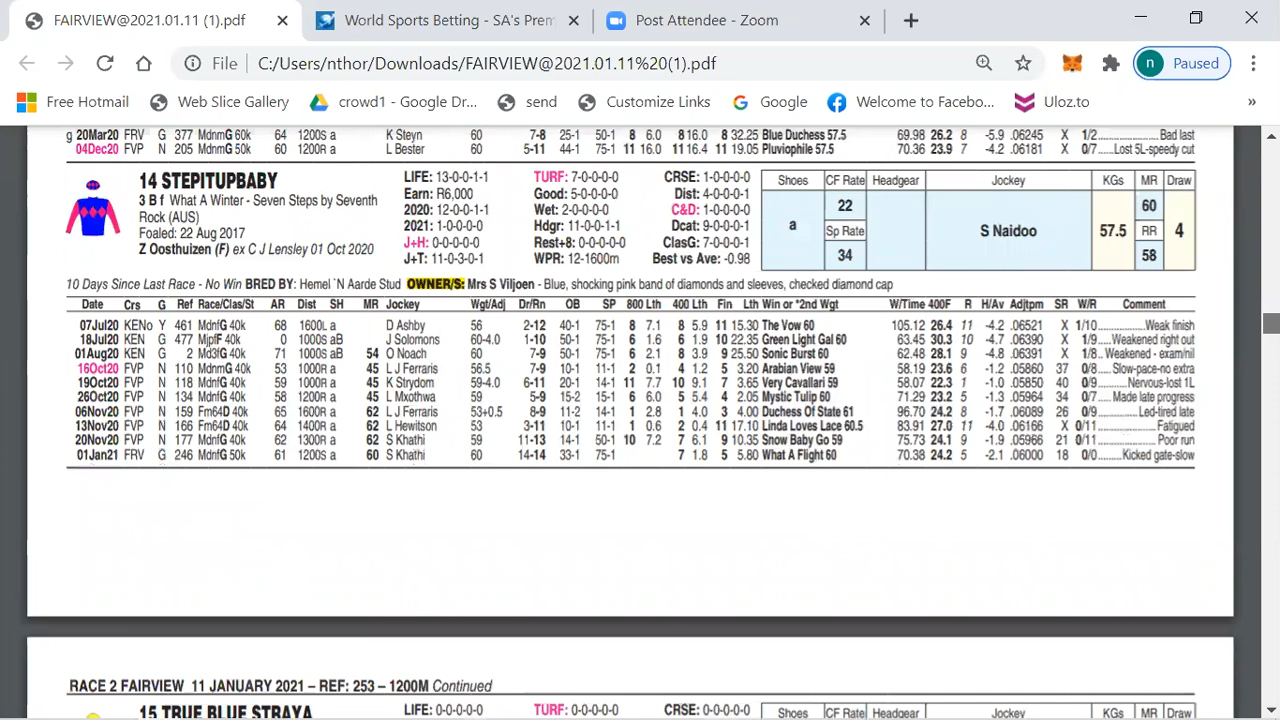 FAIRVIEW@2021.01.11 (1).pdf
World Sports Betting - SA's Prem
Post Attendee - Zoom
File C:/Users/nthor/Downloads/FAIRVIEW@2021.01.11%20(1).pdf n Paused
Free Hotmail Web Slice Gallery crowd1 - Google Dr... send Customize Links Google Welcome to Facebo... Uloz.to »
g 20Mar20 FRV G 377 MdnmG 60k 64 1200S a K Steyn 60 7-8 25-1 50-1 8 6.0 8 16.0 8 32.25 Blue Duchess 57.5 69.98 26.2 8 -5.9 .06245 X 1/2 Bad last
04Dec20 FVP N 205 MdnmG 50k 60 1200R a L Bester 60 5-11 44-1 75-1 11 16.0 11 16.4 11 19.05 Pluviophile 57.5 70.36 23.9 7 -4.2 .06181 X 0/7 Lost 5L-speedy cut
14 STEPITUPBABY
3 B f What A Winter - Seven Steps by Seventh
Rock (AUS)
Foaled: 22 Aug 2017
Z Oosthuizen (F) ex C J Lensley 01 Oct 2020
LIFE: 13-0-0-1-1 TURF: 7-0-0-0-0 CRSE: 1-0-0-0-0
Earn: R6,000 Good: 5-0-0-0-0 Dist: 4-0-0-0-1
2020: 12-0-0-1-1 Wet: 2-0-0-0-0 C&D: 1-0-0-0-0
2021: 1-0-0-0-0 Hdgr: 11-0-0-1-1 Dcat: 9-0-0-0-1
J+H: 0-0-0-0-0 Rest+8: 0-0-0-0-0 ClasG: 7-0-0-0-1
J+T: 11-0-3-0-1 WPR: 12-1600m Best vs Ave: -0.98
Shoes CF Rate Headgear Jockey KGs MR Draw
a 22 S Naidoo 57.5 60 4
Sp Rate RR
34 58
10 Days Since Last Race - No Win BRED BY: Hemel `N Aarde Stud OWNER/S: Mrs S Viljoen - Blue, shocking pink band of diamonds and sleeves, checked diamond cap
Date Crs G Ref Race/Clas/St AR Dist SH MR Jockey Wgt/Adj Dr/Rn OB SP 800 Lth 400 Lth Fin Lth Win or *2nd Wgt W/Time 400F R H/Av Adjtpm SR W/R Comment
07Jul20 KENo Y 461 MdnfG 40k 68 1600L a D Ashby 56 2-12 40-1 75-1 8 7.1 8 5.9 11 15.30 The Vow 60 105.12 26.4 11 -4.2 .06521 X 1/10 Weak finish
18Jul20 KEN G 477 MpfF G 40k 0 1000S aB J Solomons 60-4.0 1-10 50-1 75-1 6 1.6 6 1.9 10 22.35 Green Light Gal 60 63.45 30.3 10 -4.7 .06390 X 1/9 Weakened right out
01Aug20 KEN G 2 Md3fG 40k 71 1000S aB 54 O Noach 60 7-9 50-1 75-1 6 2.1 8 3.9 9 25.50 Sonic Burst 60 62.48 28.1 9 -4.8 .06391 X 1/8 Weakened - exam/nil
16Oct20 FVP N 110 MdnmG 40k 53 1000R a 45 L J Ferraris 56.5 7-9 10-1 11-1 2 0.1 4 1.2 5 3.20 Arabian View 59 58.19 23.6 6 -1.2 .05860 37 0/8 Slow-pace-no extra
19Oct20 FVP N 118 MdnfG 40k 59 1000R a 45 K Strydom 59-4.0 6-11 20-1 14-1 11 7.7 10 9.1 7 3.65 Very Cavallari 59 58.07 22.3 1 -1.0 .05850 40 0/9 Nervous-lost 1L
26Oct20 FVP N 134 MdnfG 40k 58 1200R a 45 L Mxothwa 59 5-9 15-2 15-1 6 6.0 5 5.4 4 2.05 Mystic Tulip 60 71.29 23.2 5 -1.3 .05964 34 0/7 Made late progress
06Nov20 FVP N 159 Fm64D 40k 65 1600R a 62 L J Ferraris 53+0.5 8-9 11-2 14-1 1 2.8 1 4.0 3 4.00 Duchess Of State 61 96.70 24.2 8 -1.7 .06089 26 0/9 Led-tired late
13Nov20 FVP N 166 Fm64D 40k 64 1400R a 62 L Hewitson 53 3-11 10-1 11-1 1 0.6 2 0.4 11 17.10 Linda Loves Lace 60.5 83.91 27.0 11 -4.0 .06166 X 0/11 Fatigued
20Nov20 FVP N 177 MdnfG 40k 62 1300R a 62 S Khathi 59 11-13 14-1 50-1 10 7.2 7 6.1 9 10.35 Snow Baby Go 59 75.73 24.1 9 -1.9 .05966 21 0/11 Poor run
01Jan21 FRV G 246 MdnfG 40k 61 1200S a 60 S Khathi 60 14-14 33-1 75-1 7 1.8 5 5.80 What A Flight 60 70.38 24.2 5 -2.1 .06000 18 0/0 Kicked gate-slow
RACE 2 FAIRVIEW 11 JANUARY 2021 – REF: 253 – 1200M Continued
15 TRUE BLUE STRAYA LIFE: 0-0-0-0-0 TURF: 0-0-0-0-0 CRSE: 0-0-0-0-0 Shoes CF Rate Headgear Jockey KGs MR Draw